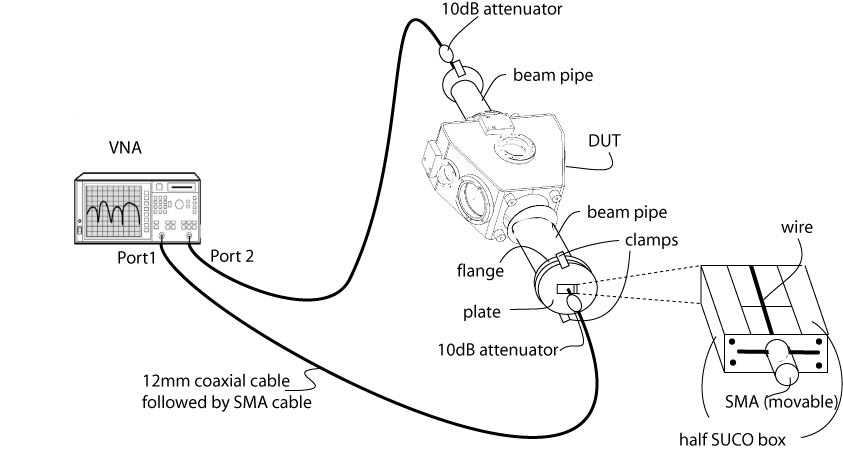 10dB attenuator
beam pipe
VNA
DUT
beam pipe
clamps
wire
Port1
Port 2
flange
plate
10dB attenuator
12mm coaxial cable
followed by SMA cable
SMA (movable)
half SUCO box